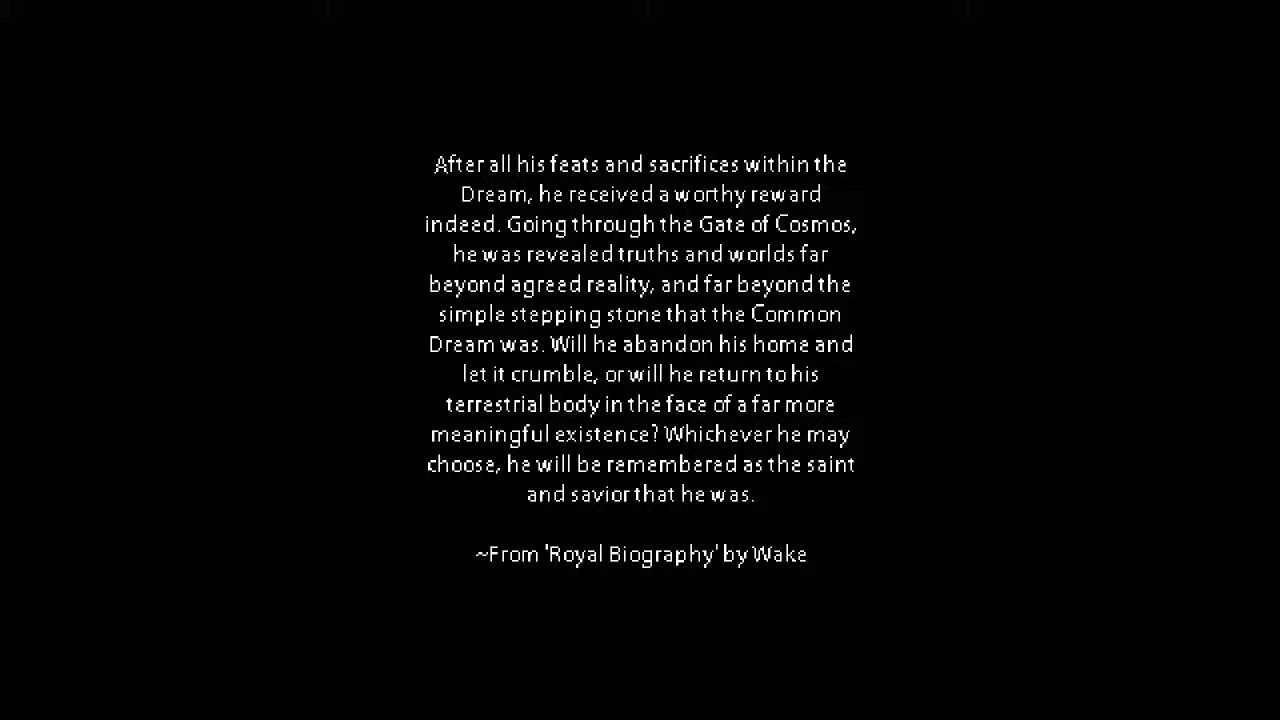 After all his feats and sacrifices within the
Dream, he received a worthy reward
indeed. Going through the Gate of Cosmos,
he was revealed truths and worlds far
beyond agreed reality, and far beyond the
simple stepping stone that the Common
Dream was. Will he abandon his home and
let it crumble, or will he return to his
terrestrial body in the face of a far more
meaningful existence? Whichever he may
choose, he will be remembered as the saint
and savior that he was.
~From 'Royal Biography' by Wake